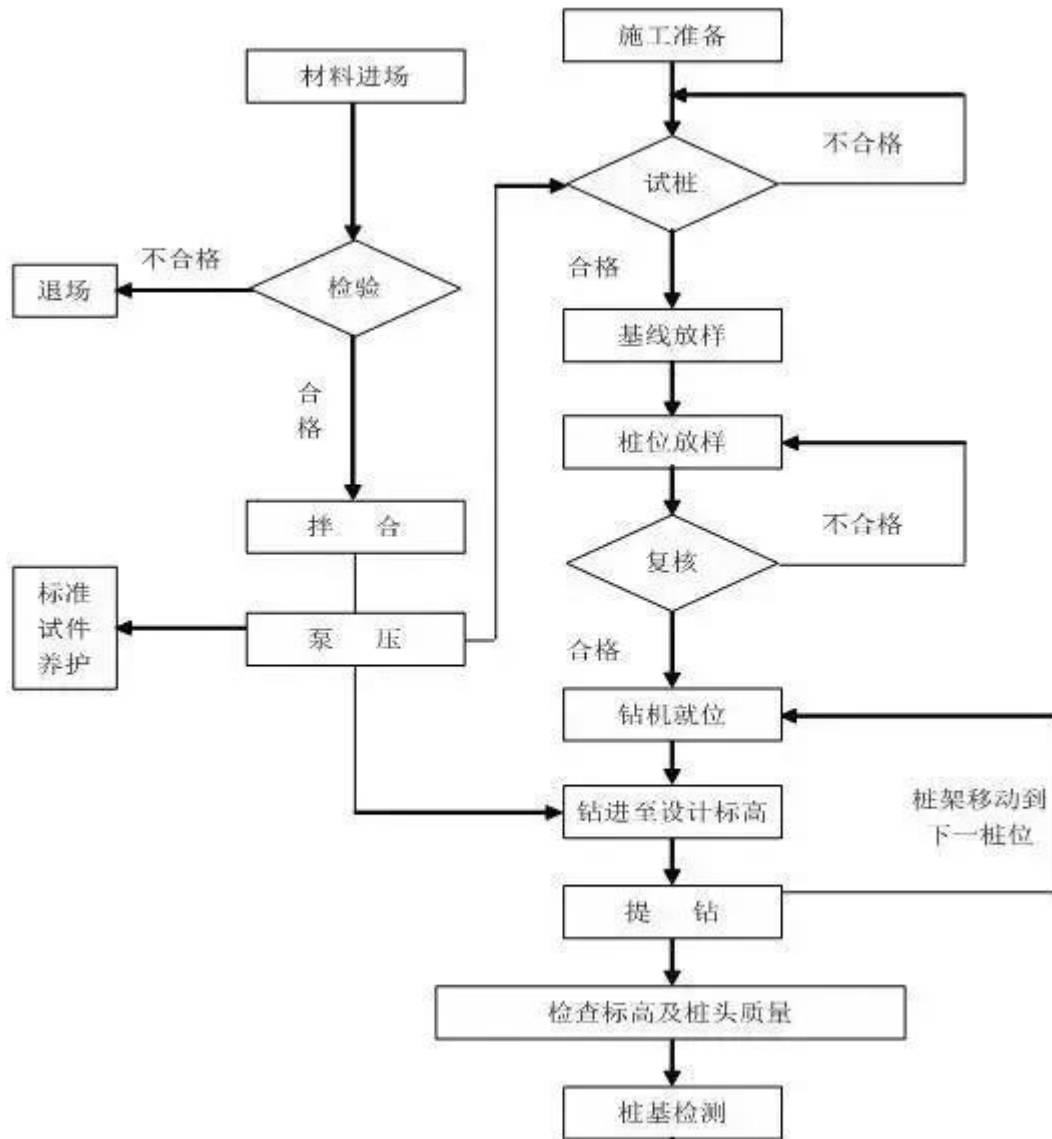 施工准备
材料进场
不合格
试桩
不合格
合格
退场
检验
基线放样
合
格
桩位放样
拌 合
不合格
复核
标准
试件
养护
泵 压
合格
钻机就位
钻进至设计标高
桩架移动到
下一桩位
提 钻
检查标高及桩头质量
桩基检测